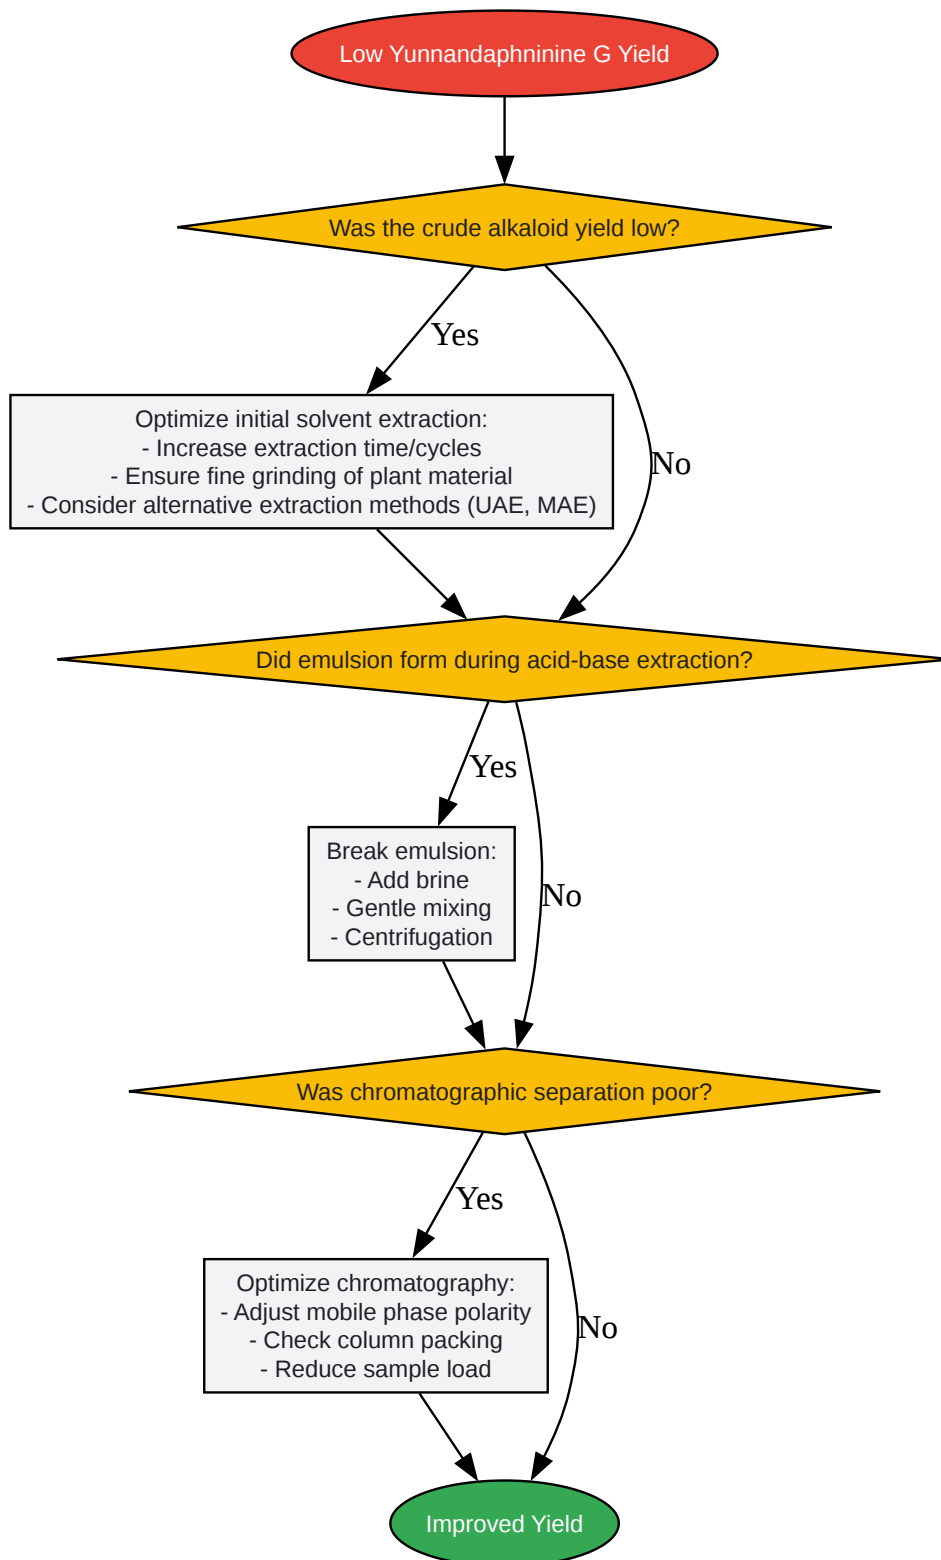 Low Yunnandaphninine G Yield
Was the crude alkaloid yield low?
Yes
No
Optimize initial solvent extraction:
- Increase extraction time/cycles
- Ensure fine grinding of plant material
- Consider alternative extraction methods (UAE, MAE)
Did emulsion form during acid-base extraction?
Yes
No
Break emulsion:
- Add brine
- Gentle mixing
- Centrifugation
Was chromatographic separation poor?
Yes
No
Optimize chromatography:
- Adjust mobile phase polarity
- Check column packing
- Reduce sample load
Improved Yield